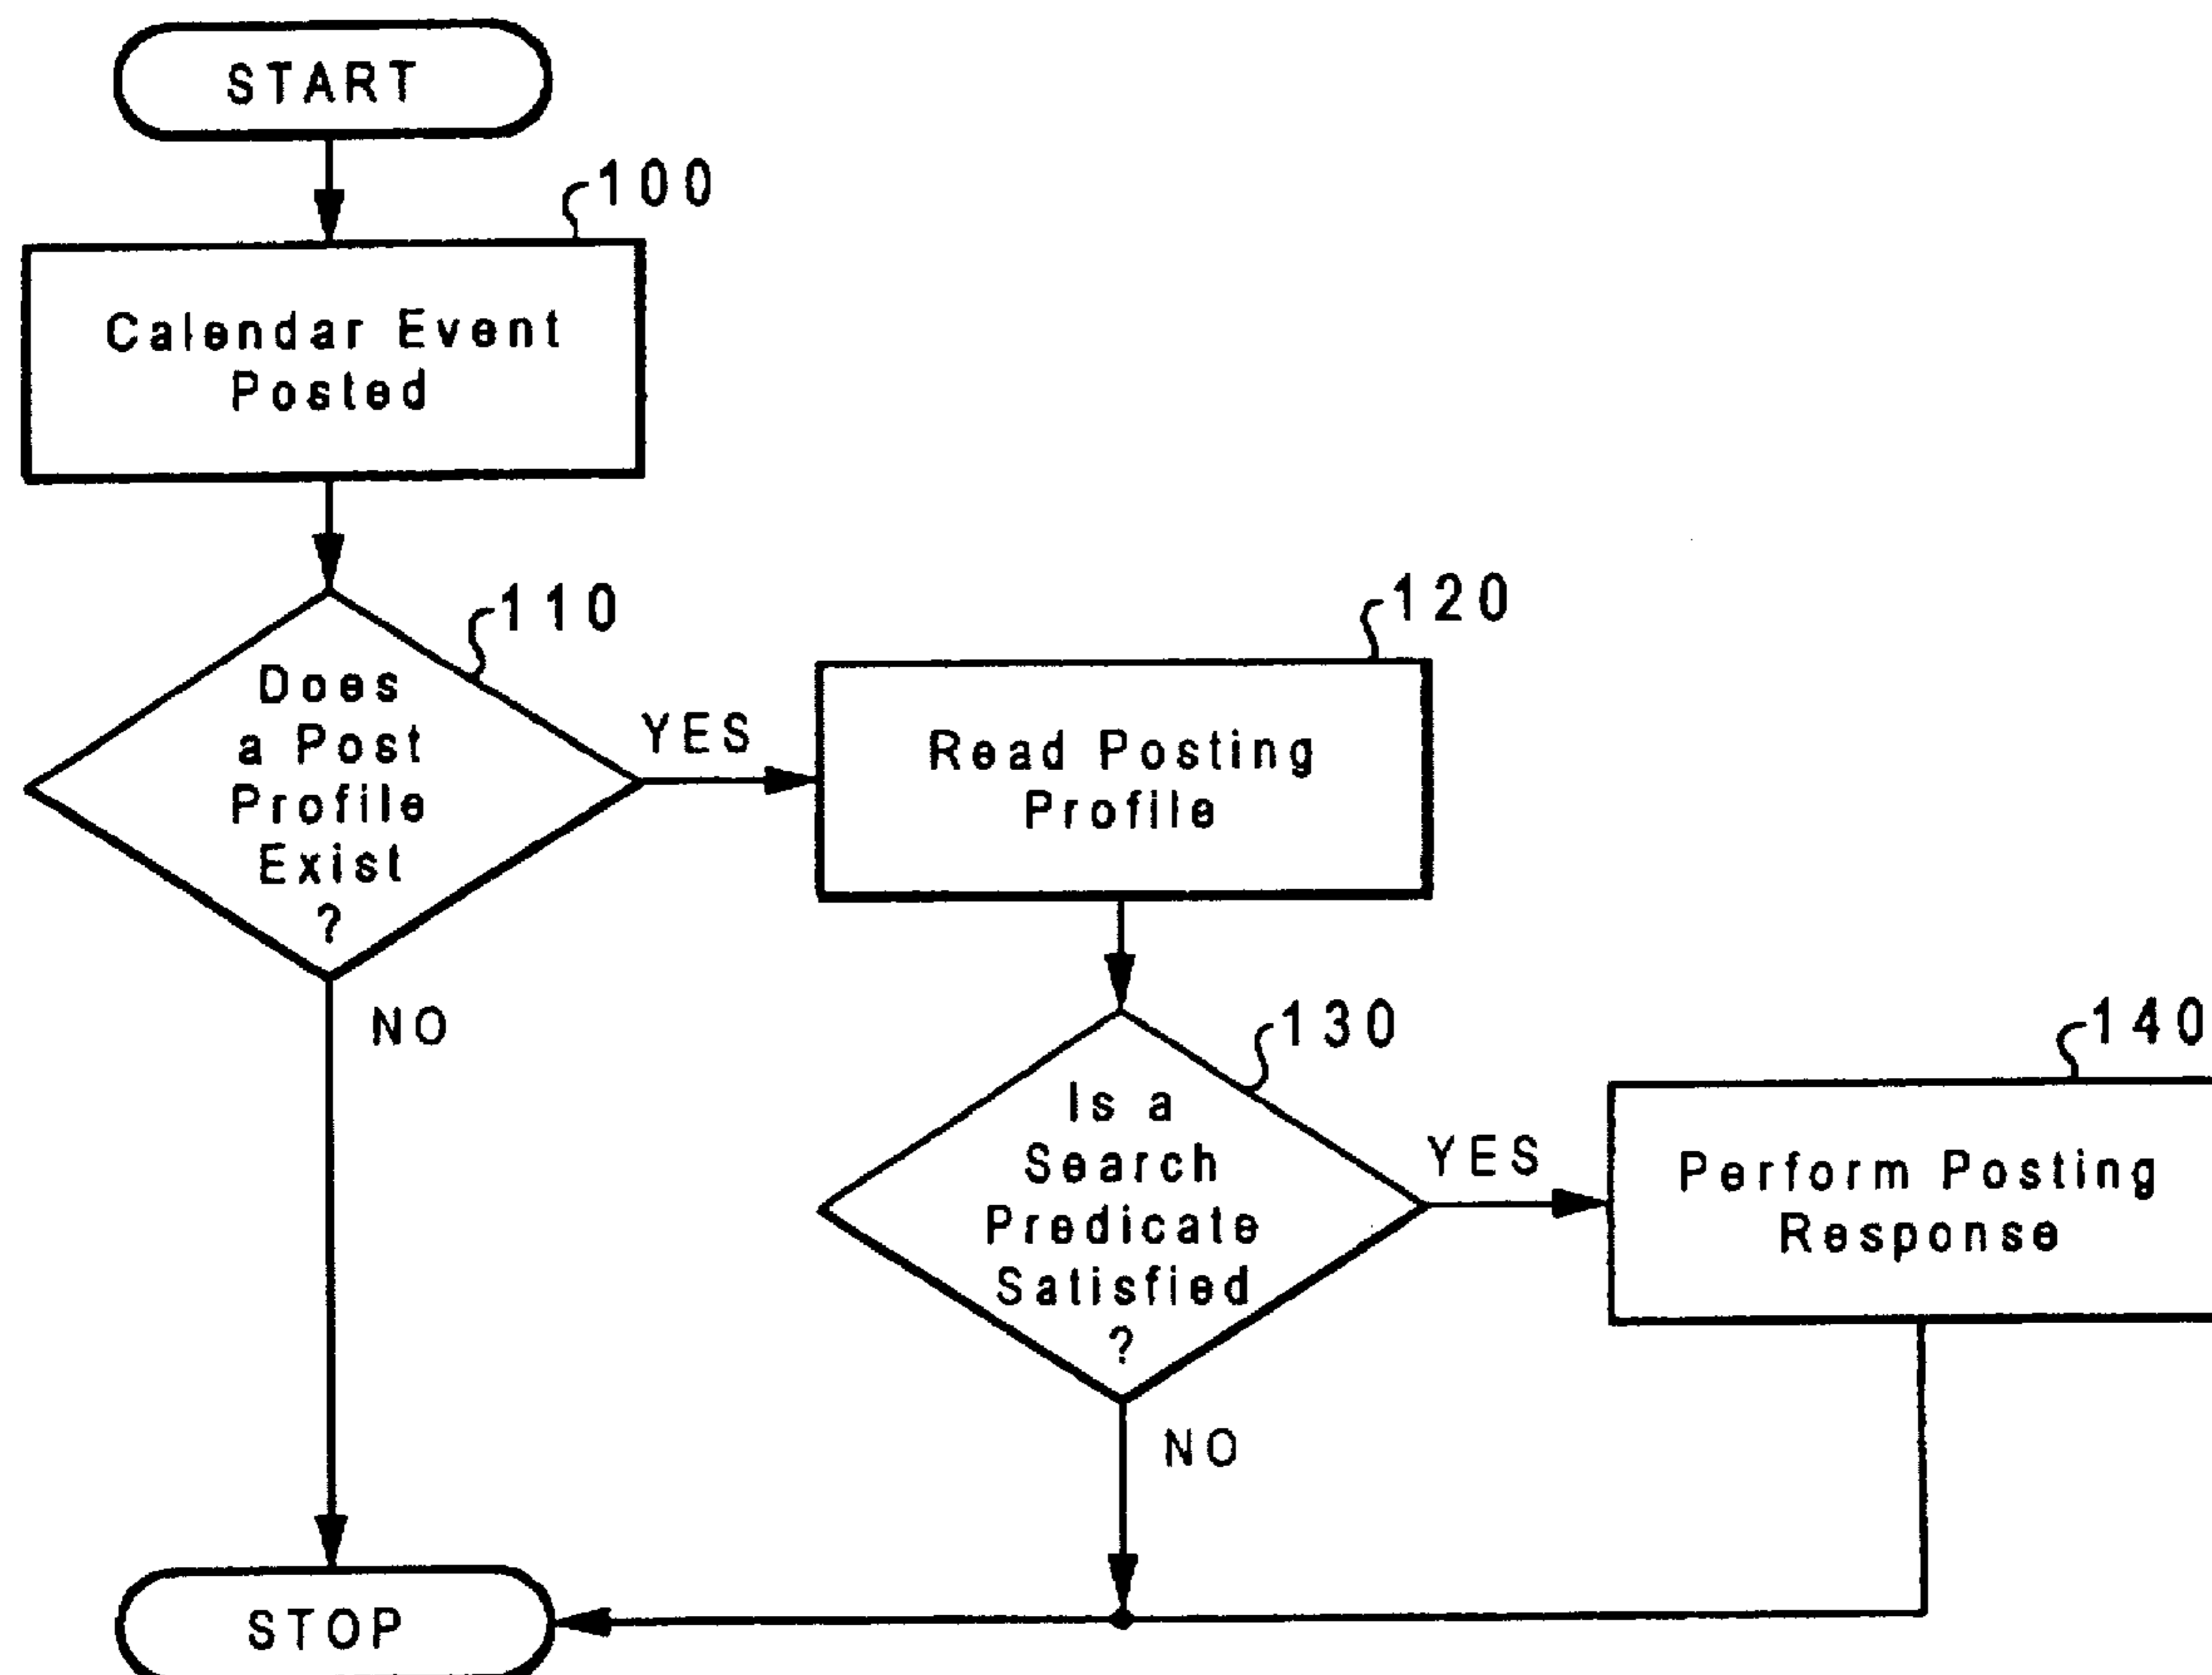 START
100
Calendar Event
Posted
110
Does
a Post
Profile
Exist
?
YES
NO
120
Read Posting
Profile
130
Is a
Search
Predicate
Satisfied
?
YES
NO
140
Perform Posting
Response
STOP